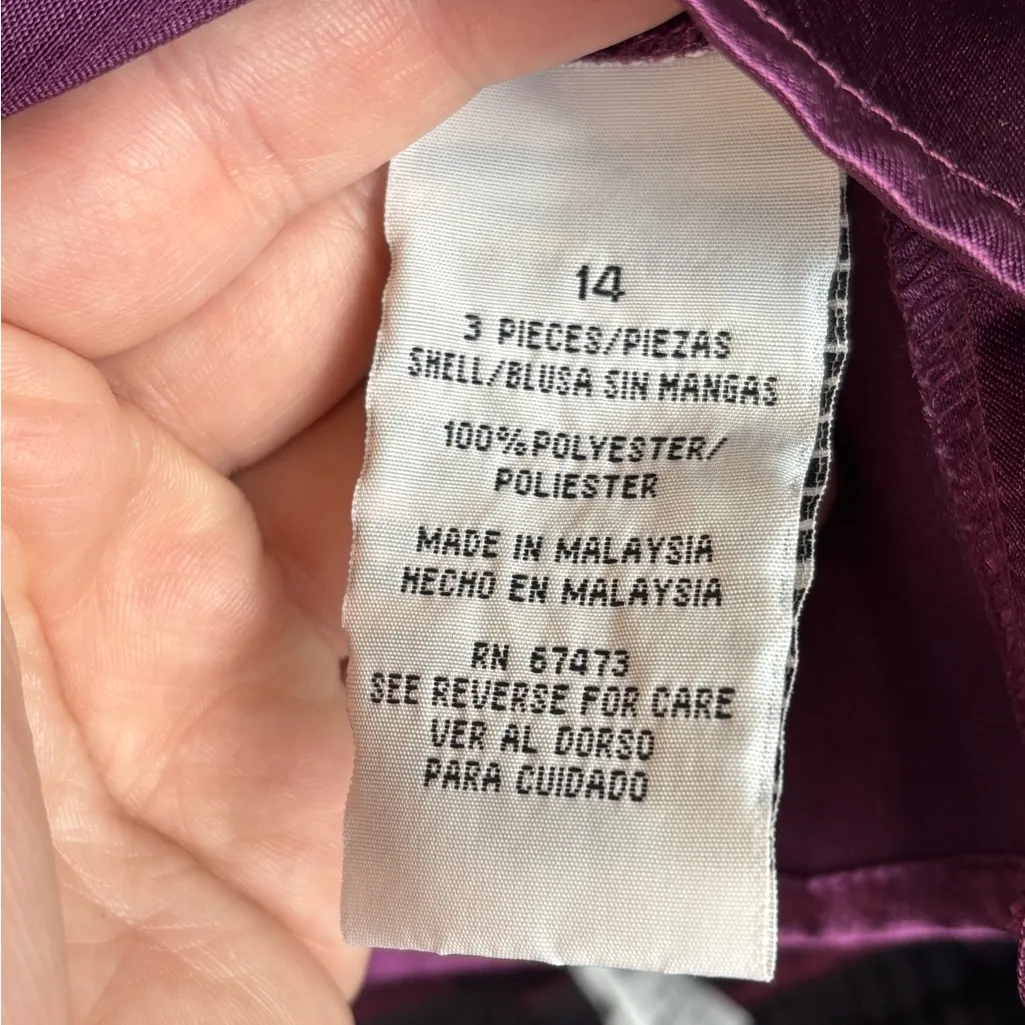 14
3 PIECES/PIEZAS
SHELL/BLUSA SIN MANGAS
100% POLYESTER/
POLIESTER
MADE IN MALAYSIA
HECHO EN MALAYSIA
RN 67473
SEE REVERSE FOR CARE
VER AL DORSO
PARA CUIDADO